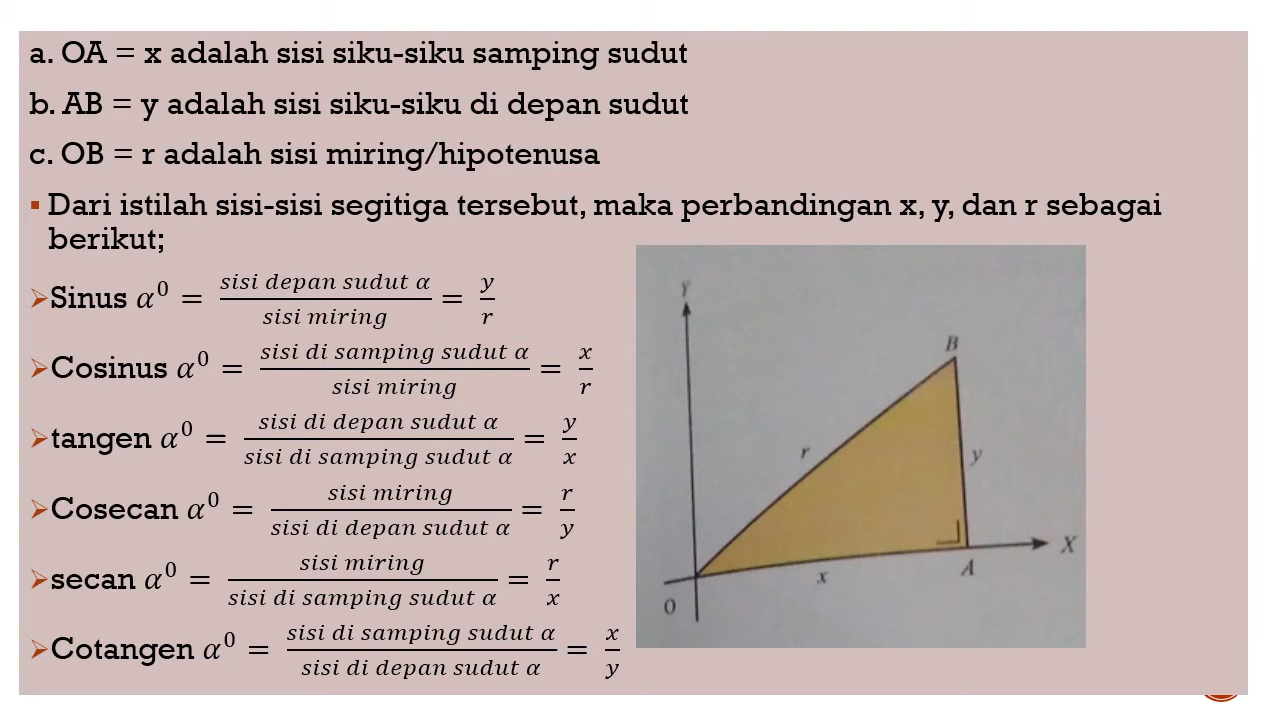 a. OA = x adalah sisi siku-siku samping sudut
b. AB = y adalah sisi siku-siku di depan sudut
c. OB = r adalah sisi miring/hipotenusa
▪ Dari istilah sisi-sisi segitiga tersebut, maka perbandingan x, y, dan r sebagai
berikut;
➢Sinus α⁰ = sisi depan sudut α / sisi miring = y / r
➢Cosinus α⁰ = sisi di samping sudut α / sisi miring = x / r
➢tangen α⁰ = sisi di depan sudut α / sisi di samping sudut α = y / x
➢Cosecan α⁰ = sisi miring / sisi di depan sudut α = r / y
➢secan α⁰ = sisi miring / sisi di samping sudut α = r / x
➢Cotangen α⁰ = sisi di samping sudut α / sisi di depan sudut α = x / y
Y
B
r
y
X
A
x
0